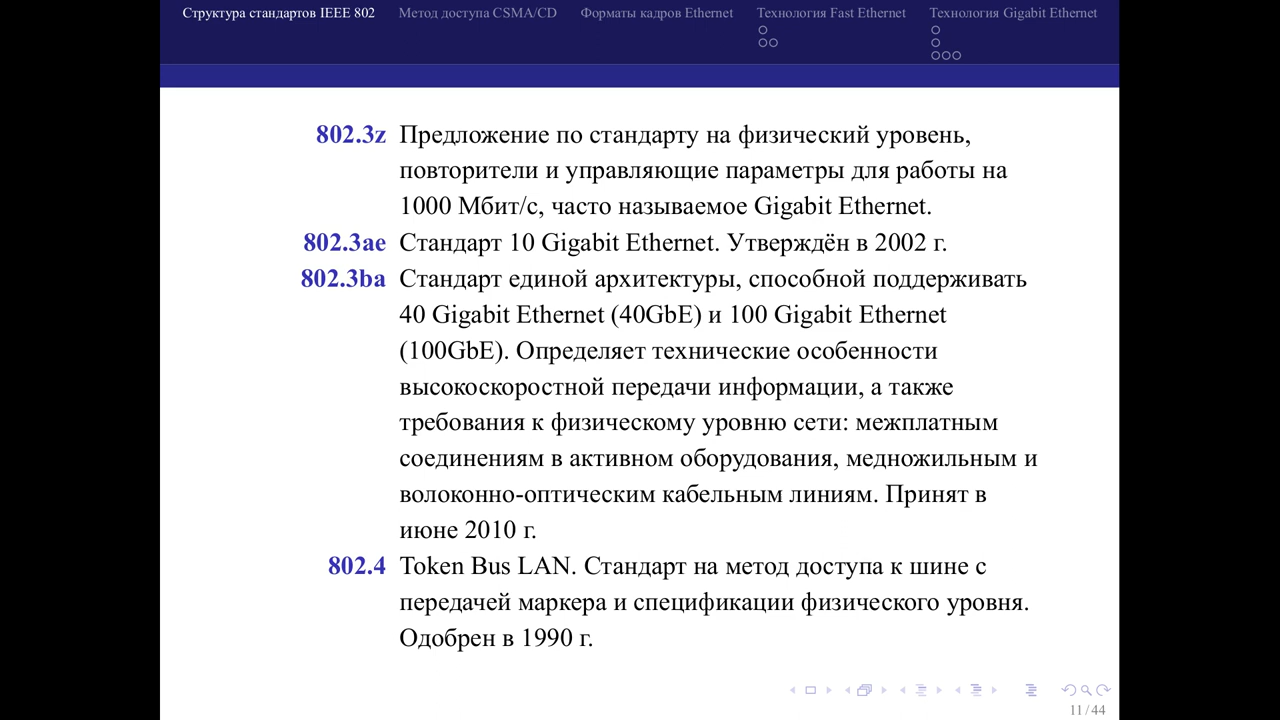 Структура стандартов IEEE 802 Метод доступа CSMA/CD Форматы кадров Ethernet Технология Fast Ethernet Технология Gigabit Ethernet
802.3z Предложение по стандарту на физический уровень,
повторители и управляющие параметры для работы на
1000 Мбит/с, часто называемое Gigabit Ethernet.
802.3ae Стандарт 10 Gigabit Ethernet. Утверждён в 2002 г.
802.3ba Стандарт единой архитектуры, способной поддерживать
40 Gigabit Ethernet (40GbE) и 100 Gigabit Ethernet
(100GbE). Определяет технические особенности
высокоскоростной передачи информации, а также
требования к физическому уровню сети: межплатным
соединениям в активном оборудования, медножильным и
волоконно-оптическим кабельным линиям. Принят в
июне 2010 г.
802.4 Token Bus LAN. Стандарт на метод доступа к шине с
передачей маркера и спецификации физического уровня.
Одобрен в 1990 г.
11 / 44